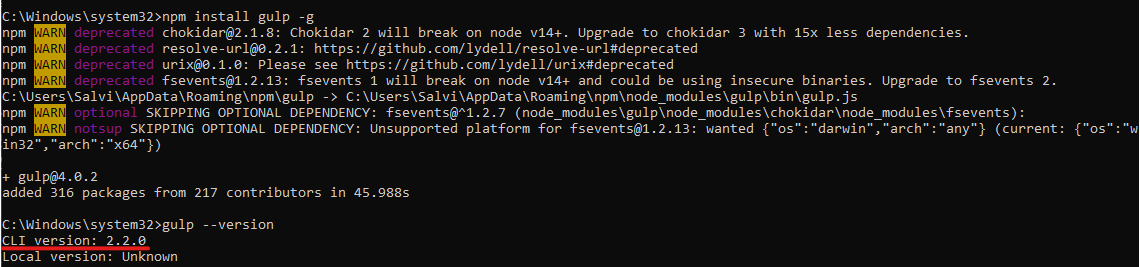 C:\Windows\system32>npm install gulp -g
npm WARN deprecated chokidar@2.1.8: Chokidar 2 will break on node v14+. Upgrade to chokidar 3 with 15x less dependencies.
npm WARN deprecated resolve-url@0.2.1: https://github.com/lydell/resolve-url#deprecated
npm WARN deprecated urix@0.1.0: Please see https://github.com/lydell/urix#deprecated
npm WARN deprecated fsevents@1.2.13: fsevents 1 will break on node v14+ and could be using insecure binaries. Upgrade to fsevents 2.
C:\Users\Salvi\AppData\Roaming\npm\gulp -> C:\Users\Salvi\AppData\Roaming\npm\node_modules\gulp\bin\gulp.js
npm WARN optional SKIPPING OPTIONAL DEPENDENCY: fsevents@^1.2.7 (node_modules\gulp\node_modules\chokidar\node_modules\fsevents):
npm WARN notsup SKIPPING OPTIONAL DEPENDENCY: Unsupported platform for fsevents@1.2.13: wanted {"os":"darwin","arch":"any"} (current: {"os":"w
in32","arch":"x64"})
+ gulp@4.0.2
added 316 packages from 217 contributors in 45.988s
C:\Windows\system32>gulp --version
CLI version: 2.2.0
Local version: Unknown